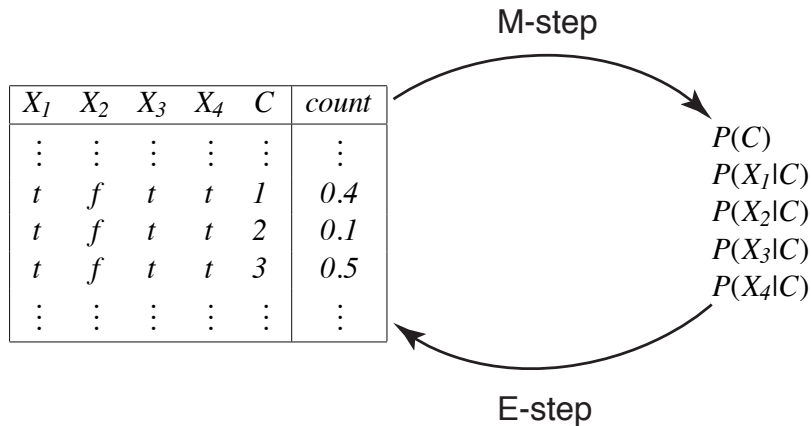 M-step
X1 X2 X3 X4 C count
⋮ ⋮ ⋮ ⋮ ⋮ ⋮
t f t t 1 0.4
t f t t 2 0.1
t f t t 3 0.5
⋮ ⋮ ⋮ ⋮ ⋮ ⋮
P(C)
P(X1|C)
P(X2|C)
P(X3|C)
P(X4|C)
E-step